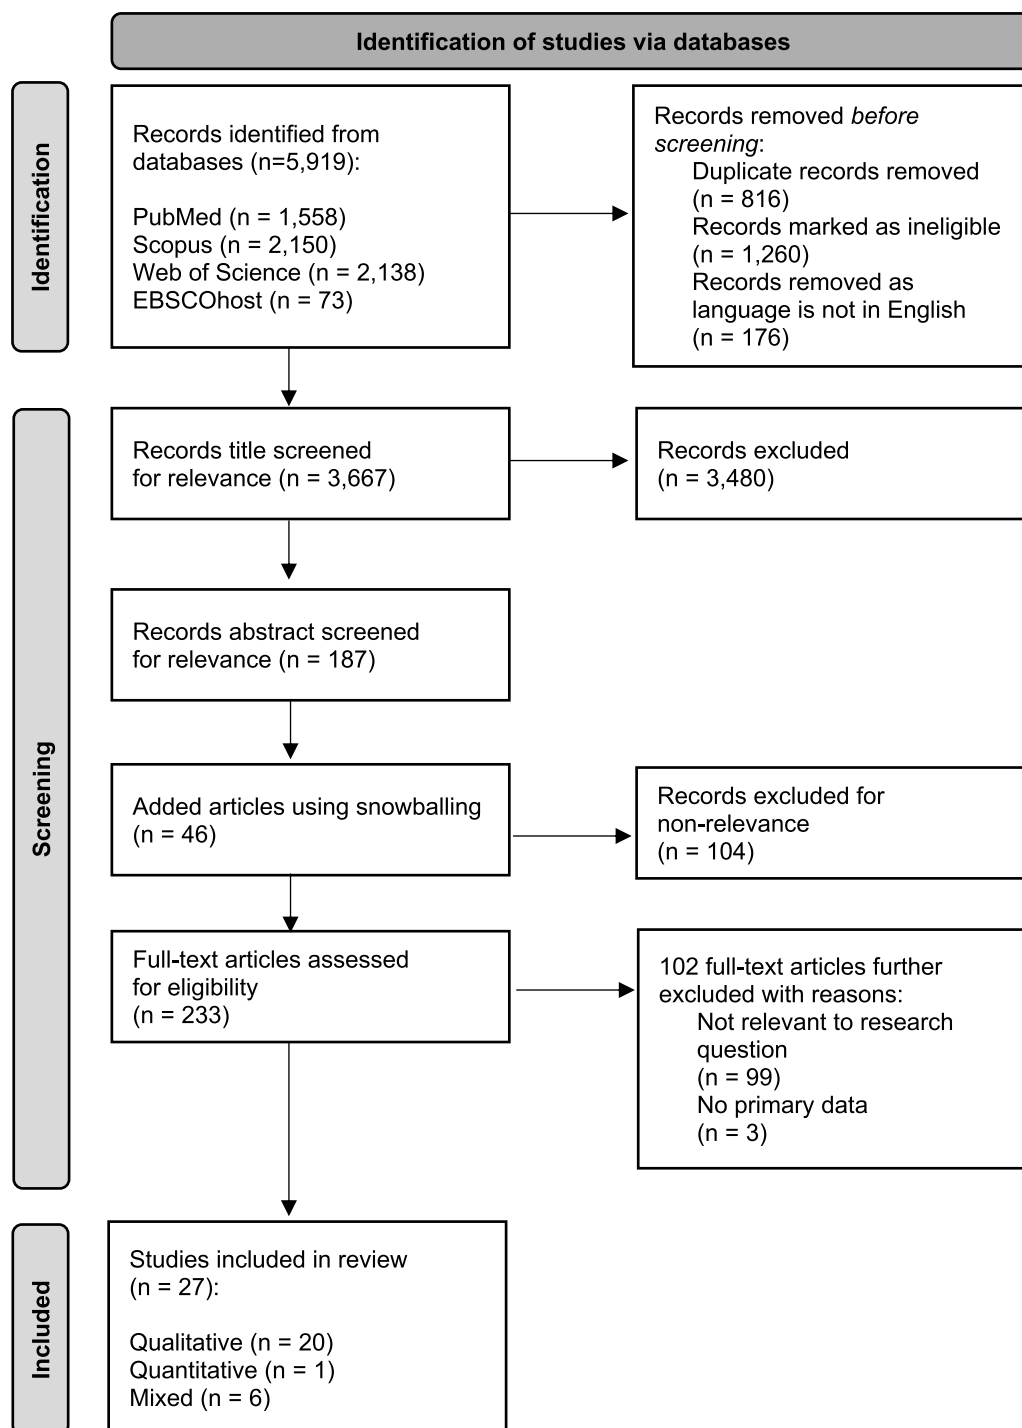 Identification of studies via databases
Identification
Records identified from
databases (n=5,919):
PubMed (n = 1,558)
Scopus (n = 2,150)
Web of Science (n = 2,138)
EBSCOhost (n = 73)
Records removed before
screening:
Duplicate records removed
(n = 816)
Records marked as ineligible
(n = 1,260)
Records removed as
language is not in English
(n = 176)
Screening
Records title screened
for relevance (n = 3,667)
Records excluded
(n = 3,480)
Records abstract screened
for relevance (n = 187)
Added articles using snowballing
(n = 46)
Records excluded for
non-relevance
(n = 104)
Full-text articles assessed
for eligibility
(n = 233)
102 full-text articles further
excluded with reasons:
Not relevant to research
question
(n = 99)
No primary data
(n = 3)
Included
Studies included in review
(n = 27):
Qualitative (n = 20)
Quantitative (n = 1)
Mixed (n = 6)